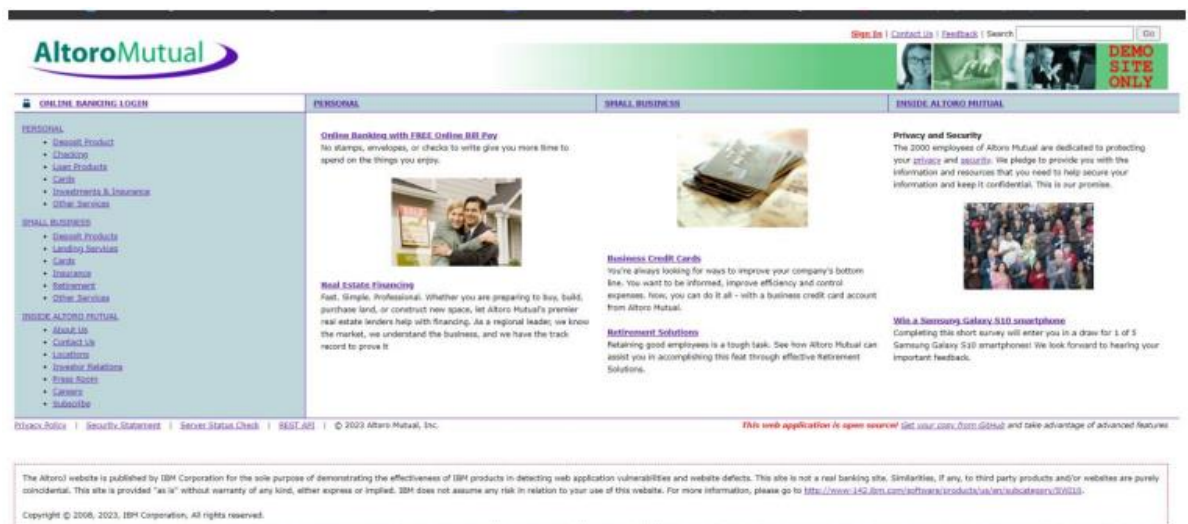 Sign In | Contact Us | Feedback | Search Go
AltoroMutual
DEMO
SITE
ONLY
ONLINE BANKING LOGIN
PERSONAL
SMALL BUSINESS
INSIDE ALTORO MUTUAL
PERSONAL
Deposit Product
Checking
Loan Products
Cards
Investments & Insurance
Other Services
SMALL BUSINESS
Deposit Products
Lending Services
Cards
Insurance
Retirement
Other Services
INSIDE ALTORO MUTUAL
About Us
Contact Us
Locations
Investor Relations
Press Room
Careers
Subscribe
Online Banking with FREE Online Bill Pay
No stamps, envelopes, or checks to write give you more time to
spend on the things you enjoy.
Real Estate Financing
Fast. Simple. Professional. Whether you are preparing to buy, build,
purchase land, or construct new space, let Altoro Mutual's premier
real estate lenders help with financing. As a regional leader, we know
the market, we understand the business, and we have the track
record to prove it
Business Credit Cards
You're always looking for ways to improve your company's bottom
line. You want to be informed, improve efficiency and control
expenses. Now, you can do it all - with a business credit card account
from Altoro Mutual.
Retirement Solutions
Retaining good employees is a tough task. See how Altoro Mutual can
assist you in accomplishing this feat through effective Retirement
Solutions.
Privacy and Security
The 2000 employees of Altoro Mutual are dedicated to protecting
your privacy and security. We pledge to provide you with the
information and resources that you need to help secure your
information and keep it confidential. This is our promise.
Win a Samsung Galaxy S10 smartphone
Completing this short survey will enter you in a draw for 1 of 5
Samsung Galaxy S10 smartphones! We look forward to hearing your
important feedback.
Privacy Policy | Security Statement | Server Status Check | REST API | © 2023 Altoro Mutual, Inc.
This web application is open source! Get your copy from GitHub and take advantage of advanced features
The AltoroJ website is published by IBM Corporation for the sole purpose of demonstrating the effectiveness of IBM products in detecting web application vulnerabilities and website defects. This site is not a real banking site. Similarities, if any, to third party products and/or websites are purely
coincidental. This site is provided "as is" without warranty of any kind, either express or implied. IBM does not assume any risk in relation to your use of this website. For more information, please go to http://www-142.ibm.com/software/products/us/en/subcategory/SWI10.
Copyright © 2008, 2023, IBM Corporation, All rights reserved.